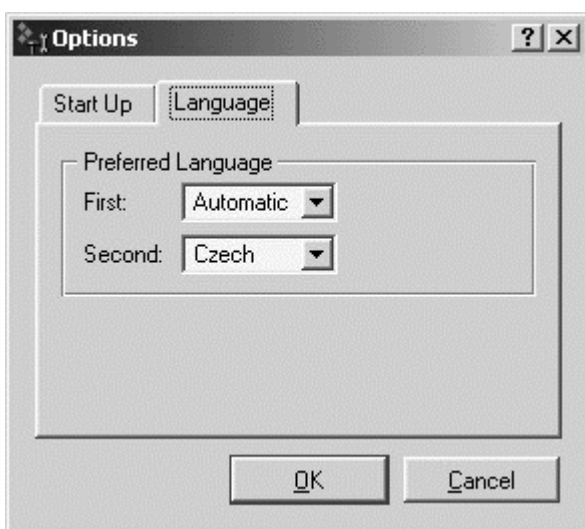 Options
Start Up Language
Preferred Language
First: Automatic
Second: Czech
OK Cancel